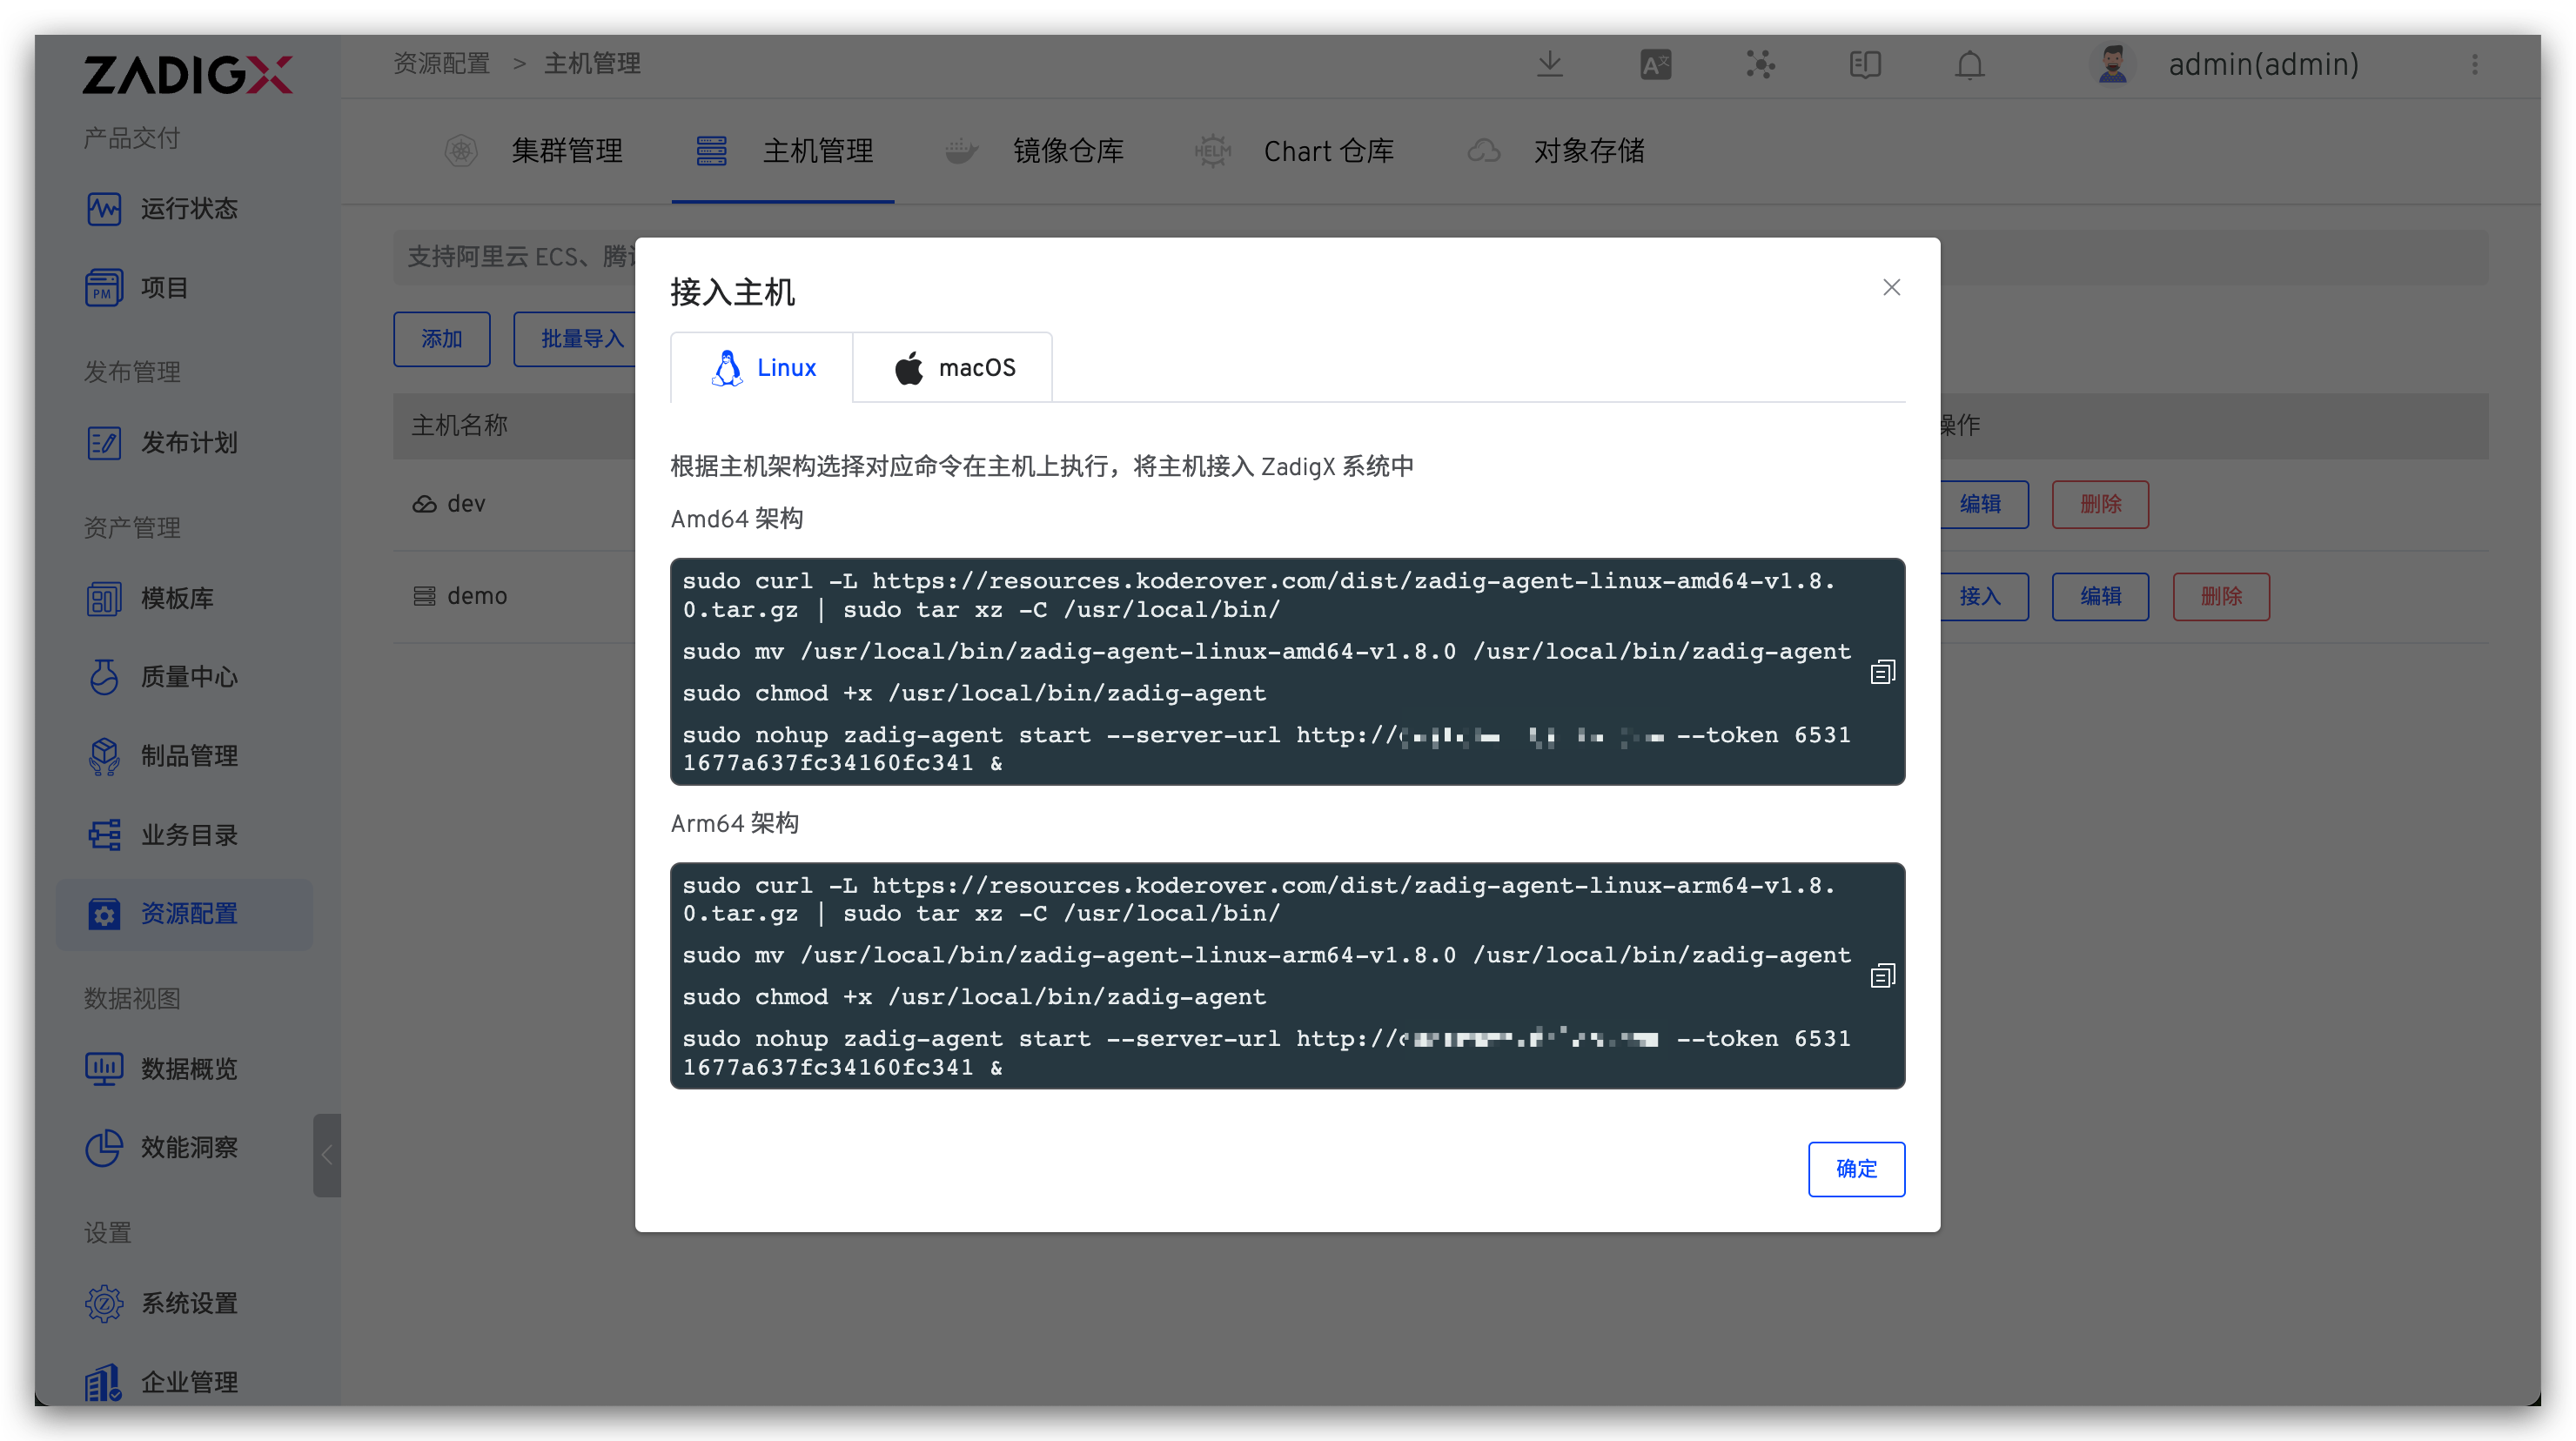 ZADIGX
资源配置 > 主机管理
admin(admin)
产品交付
运行状态
项目
发布管理
发布计划
资产管理
模板库
质量中心
制品管理
业务目录
资源配置
数据视图
数据概览
效能洞察
设置
系统设置
企业管理
集群管理
主机管理
镜像仓库
HELM
Chart 仓库
对象存储
支持阿里云 ECS、腾
添加
批量导入
主机名称
操作
dev
编辑
删除
demo
接入
编辑
删除
接入主机
Linux
macOS
根据主机架构选择对应命令在主机上执行，将主机接入 ZadigX 系统中
Amd64 架构
sudo curl -L https://resources.koderover.com/dist/zadig-agent-linux-amd64-v1.8.
0.tar.gz | sudo tar xz -C /usr/local/bin/
sudo mv /usr/local/bin/zadig-agent-linux-amd64-v1.8.0 /usr/local/bin/zadig-agent
sudo chmod +x /usr/local/bin/zadig-agent
sudo nohup zadig-agent start --server-url http:// --token 6531
1677a637fc34160fc341 &
Arm64 架构
sudo curl -L https://resources.koderover.com/dist/zadig-agent-linux-arm64-v1.8.
0.tar.gz | sudo tar xz -C /usr/local/bin/
sudo mv /usr/local/bin/zadig-agent-linux-arm64-v1.8.0 /usr/local/bin/zadig-agent
sudo chmod +x /usr/local/bin/zadig-agent
sudo nohup zadig-agent start --server-url http:// --token 6531
1677a637fc34160fc341 &
确定